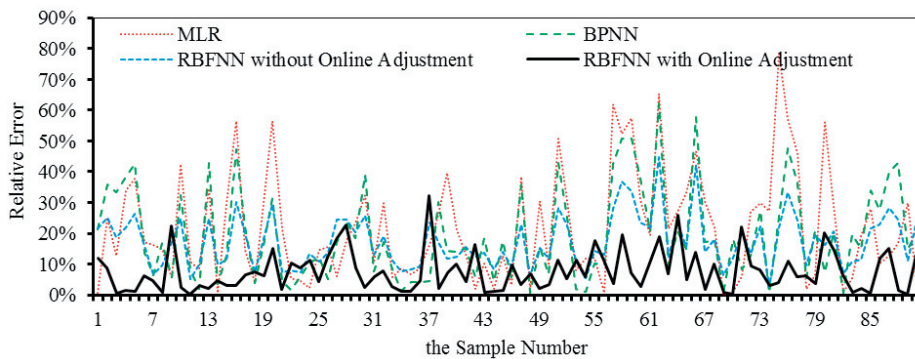 90%
80%
70%
60%
50%
40%
30%
20%
10%
0%
Relative Error
MLR
BPNN
RBFNN without Online Adjustment
RBFNN with Online Adjustment
1 7 13 19 25 31 37 43 49 55 61 67 73 79 85
the Sample Number